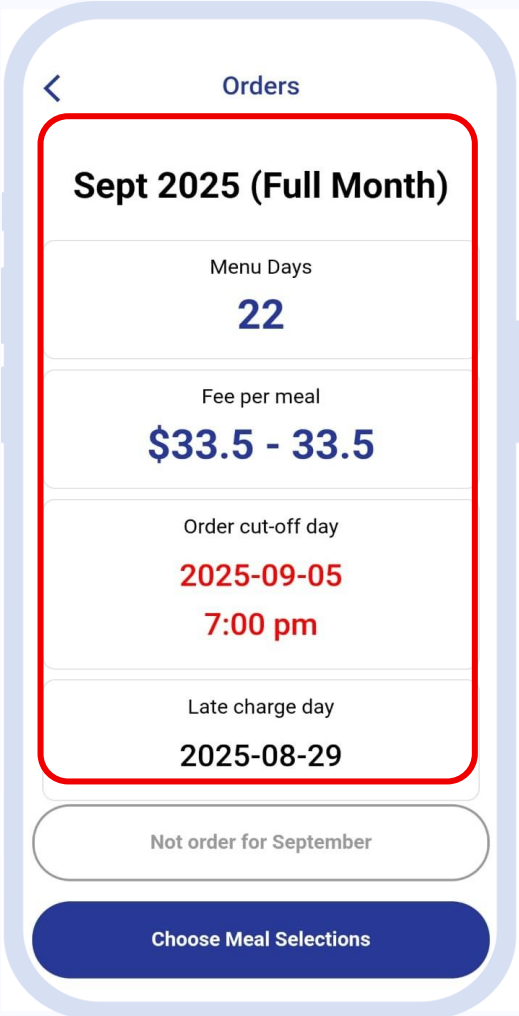 Orders
Sept 2025 (Full Month)
Menu Days
22
Fee per meal
$33.5 - 33.5
Order cut-off day
2025-09-05
7:00 pm
Late charge day
2025-08-29
Not order for September
Choose Meal Selections